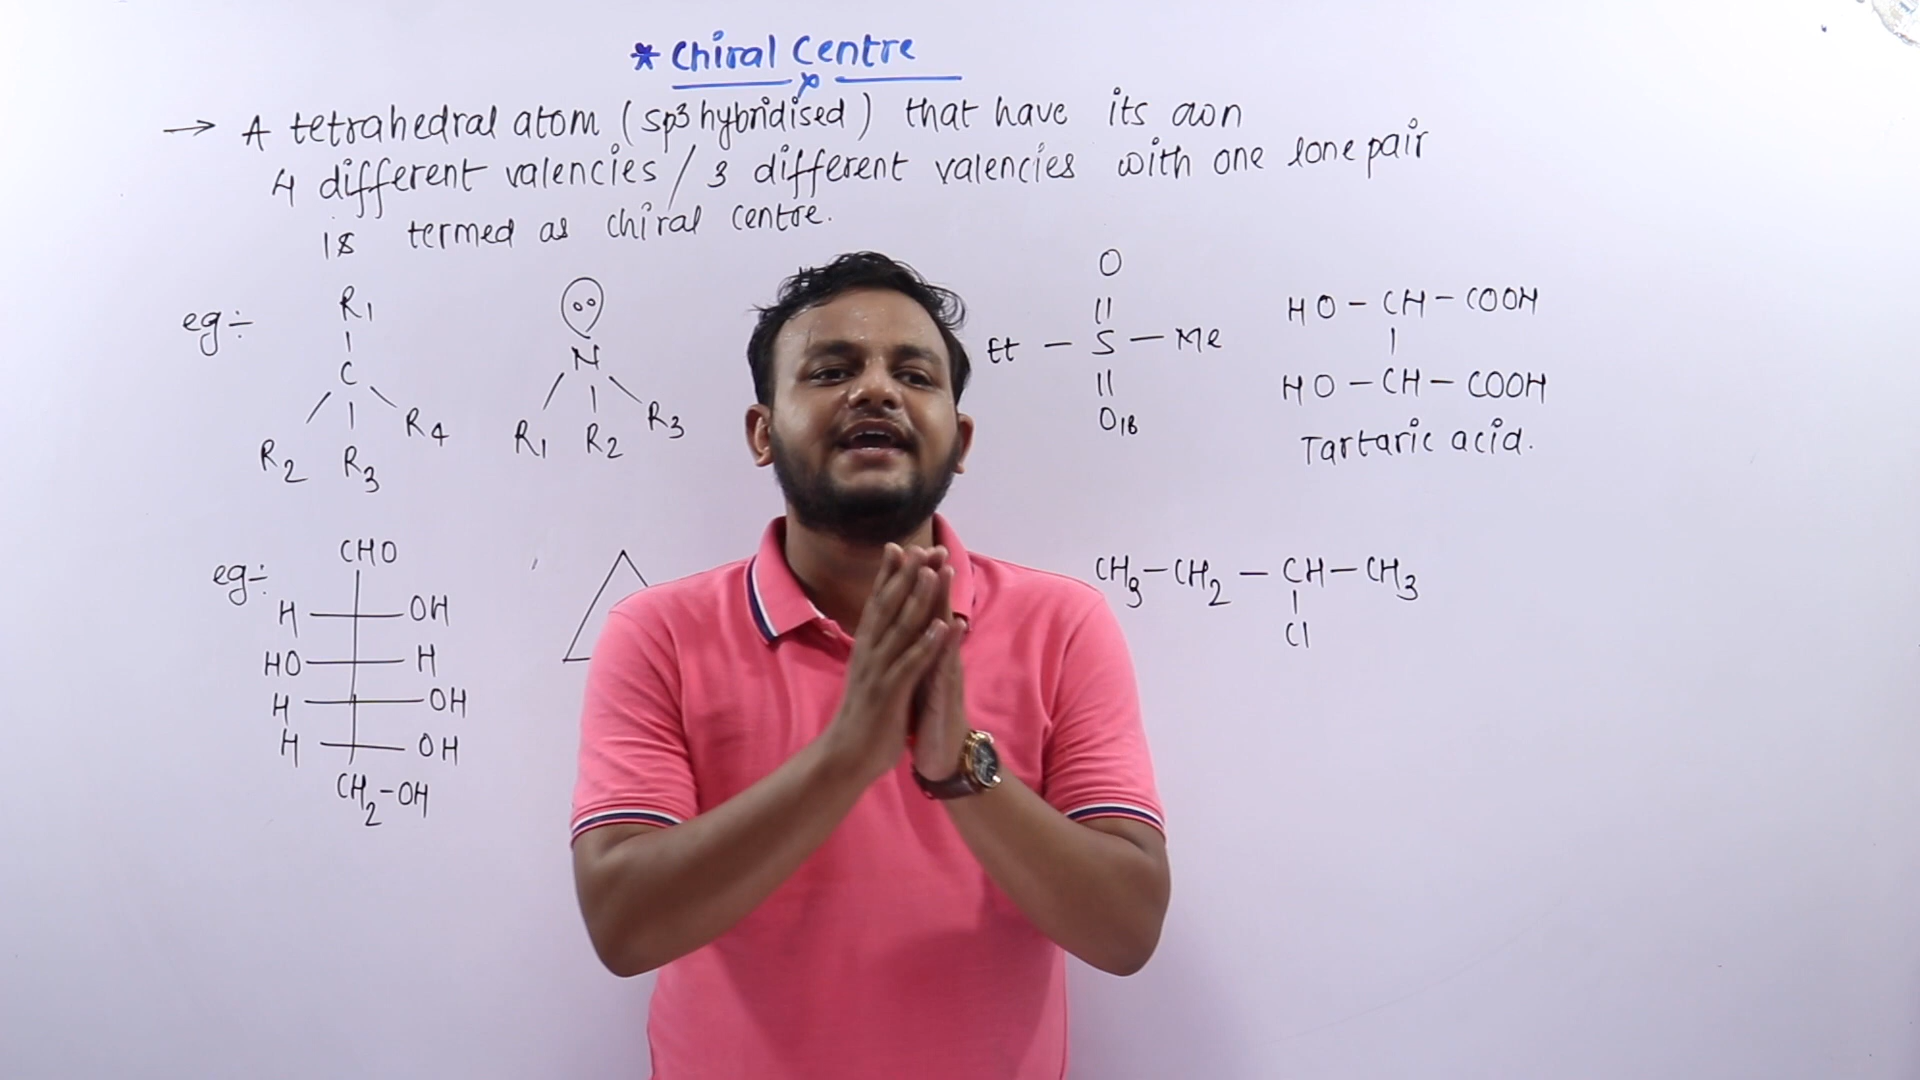 * Chiral Centre
→ A tetrahedral atom (sp3 hybridised) that have its own
4 different valencies / 3 different valencies with one lone pair
is termed as chiral centre.
eg ÷
R1
C
R2 R3 R4
N
R1 R2 R3
O
||
Et — S — Me
||
O18
HO — CH — COOH
|
HO — CH — COOH
Tartaric acid.
eg ÷
CHO
H OH
HO H
H OH
H OH
CH2-OH
CH3-CH2 — CH-CH3
|
Cl